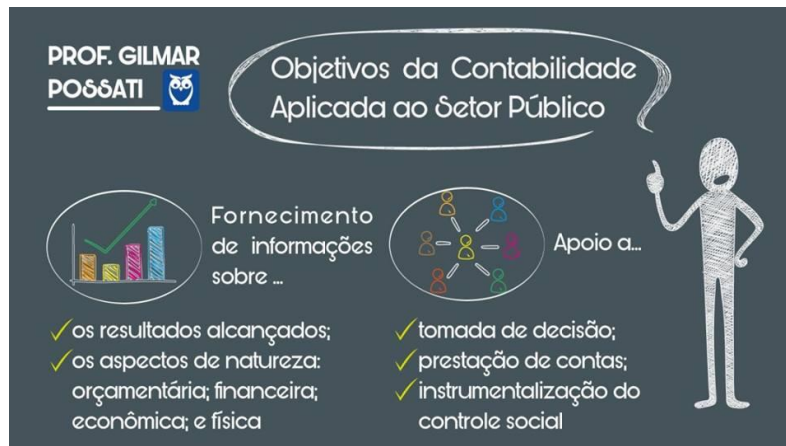 PROF. GILMAR
POSSATI
Objetivos da Contabilidade
Aplicada ao Setor Público
Fornecimento
de informações
sobre ...
os resultados alcançados;
os aspectos de natureza:
orçamentária; financeira;
econômica; e física
Apoio a...
tomada de decisão;
prestação de contas;
instrumentalização do
controle social